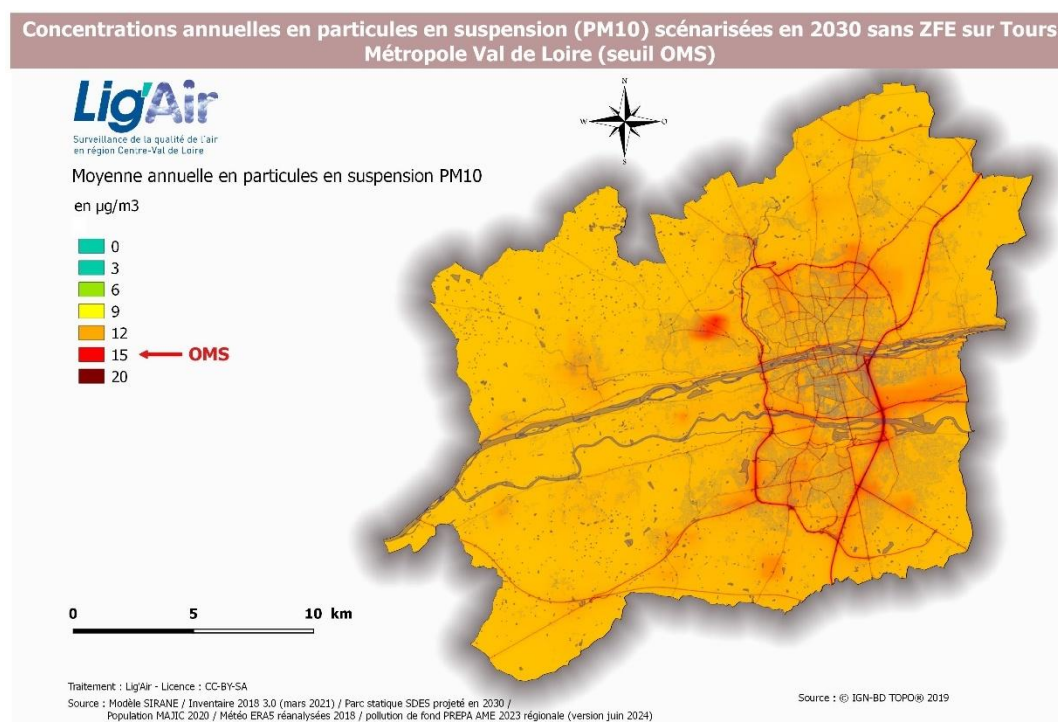 Concentrations annuelles en particules en suspension (PM10) scénarisées en 2030 sans ZFE sur Tours
Métropole Val de Loire (seuil OMS)
Lig'Air
Surveillance de la qualité de l'air
en région Centre-Val de Loire
N
W
O
S
Moyenne annuelle en particules en suspension PM10
en µg/m3
0
3
6
9
12
15 OMS
20
0 5 10 km
Traitement : Lig'Air - Licence : CC-BY-SA
Source : Modèle SIRANE / Inventaire 2018 3.0 (mars 2021) / Parc statique SDES projeté en 2030 /
Population MAJIC 2020 / Météo ERA5 réanalysées 2018 / pollution de fond PREPA AME 2023 régionale (version juin 2024)
Source : © IGN-BD TOPO® 2019